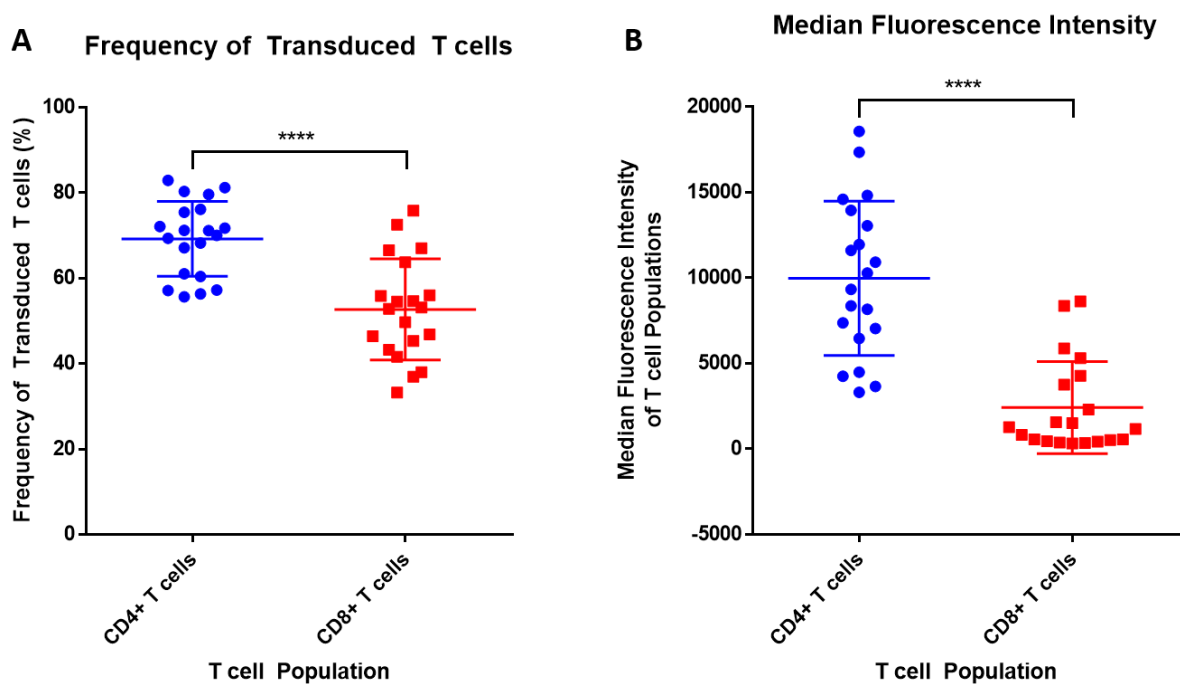 A
Frequency of Transduced T cells
Frequency of Transduced T cells (%)
100
80
60
40
20
0
****
CD4+ T cells
CD8+ T cells
T cell Population
B
Median Fluorescence Intensity
Median Fluorescence Intensity
of T cell Populations
20000
15000
10000
5000
0
-5000
****
CD4+ T cells
CD8+ T cells
T cell Population